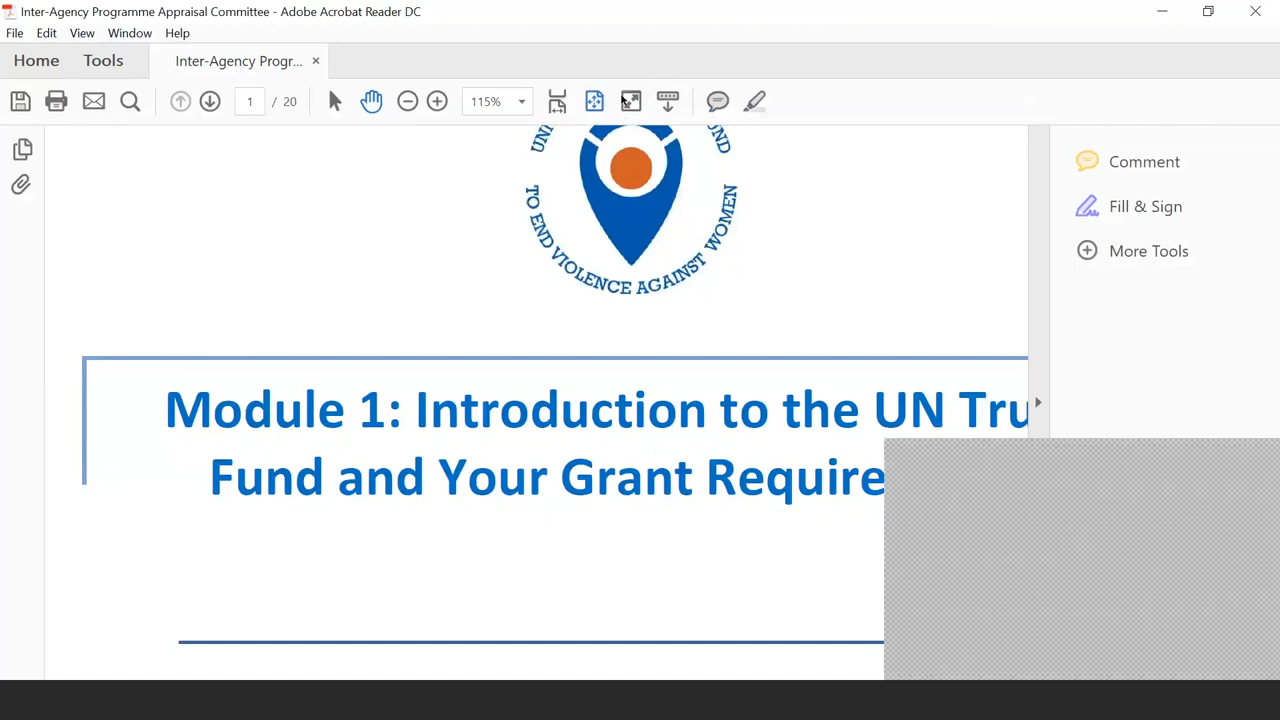 Inter-Agency Programme Appraisal Committee - Adobe Acrobat Reader DC
File Edit View Window Help
Home Tools Inter-Agency Progr... ×
1 / 20 115%
TO END VIOLENCE AGAINST WOMEN
Comment
Fill & Sign
More Tools
Module 1: Introduction to the UN Tru
Fund and Your Grant Require